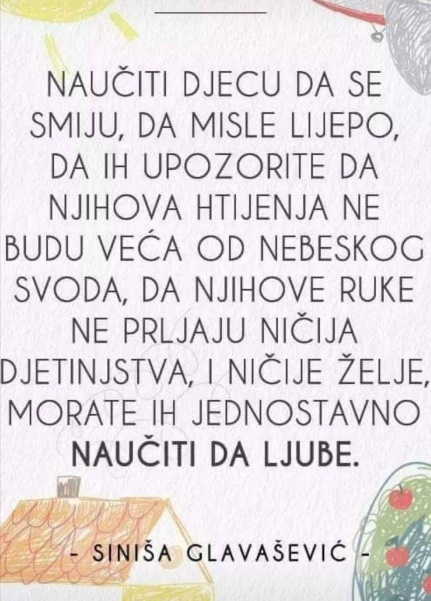 NAUČITI DJECU DA SE
SMIJU, DA MISLE LIJEPO,
DA IH UPOZORITE DA
NJIHOVA HTIJENJA NE
BUDU VEĆA OD NEBESKOG
SVODA, DA NJIHOVE RUKE
NE PRLJAJU NIČIJA
DJETINJSTVA, I NIČIJE ŽELJE,
MORATE IH JEDNOSTAVNO
NAUČITI DA LJUBE.
- SINIŠA GLAVAŠEVIĆ -